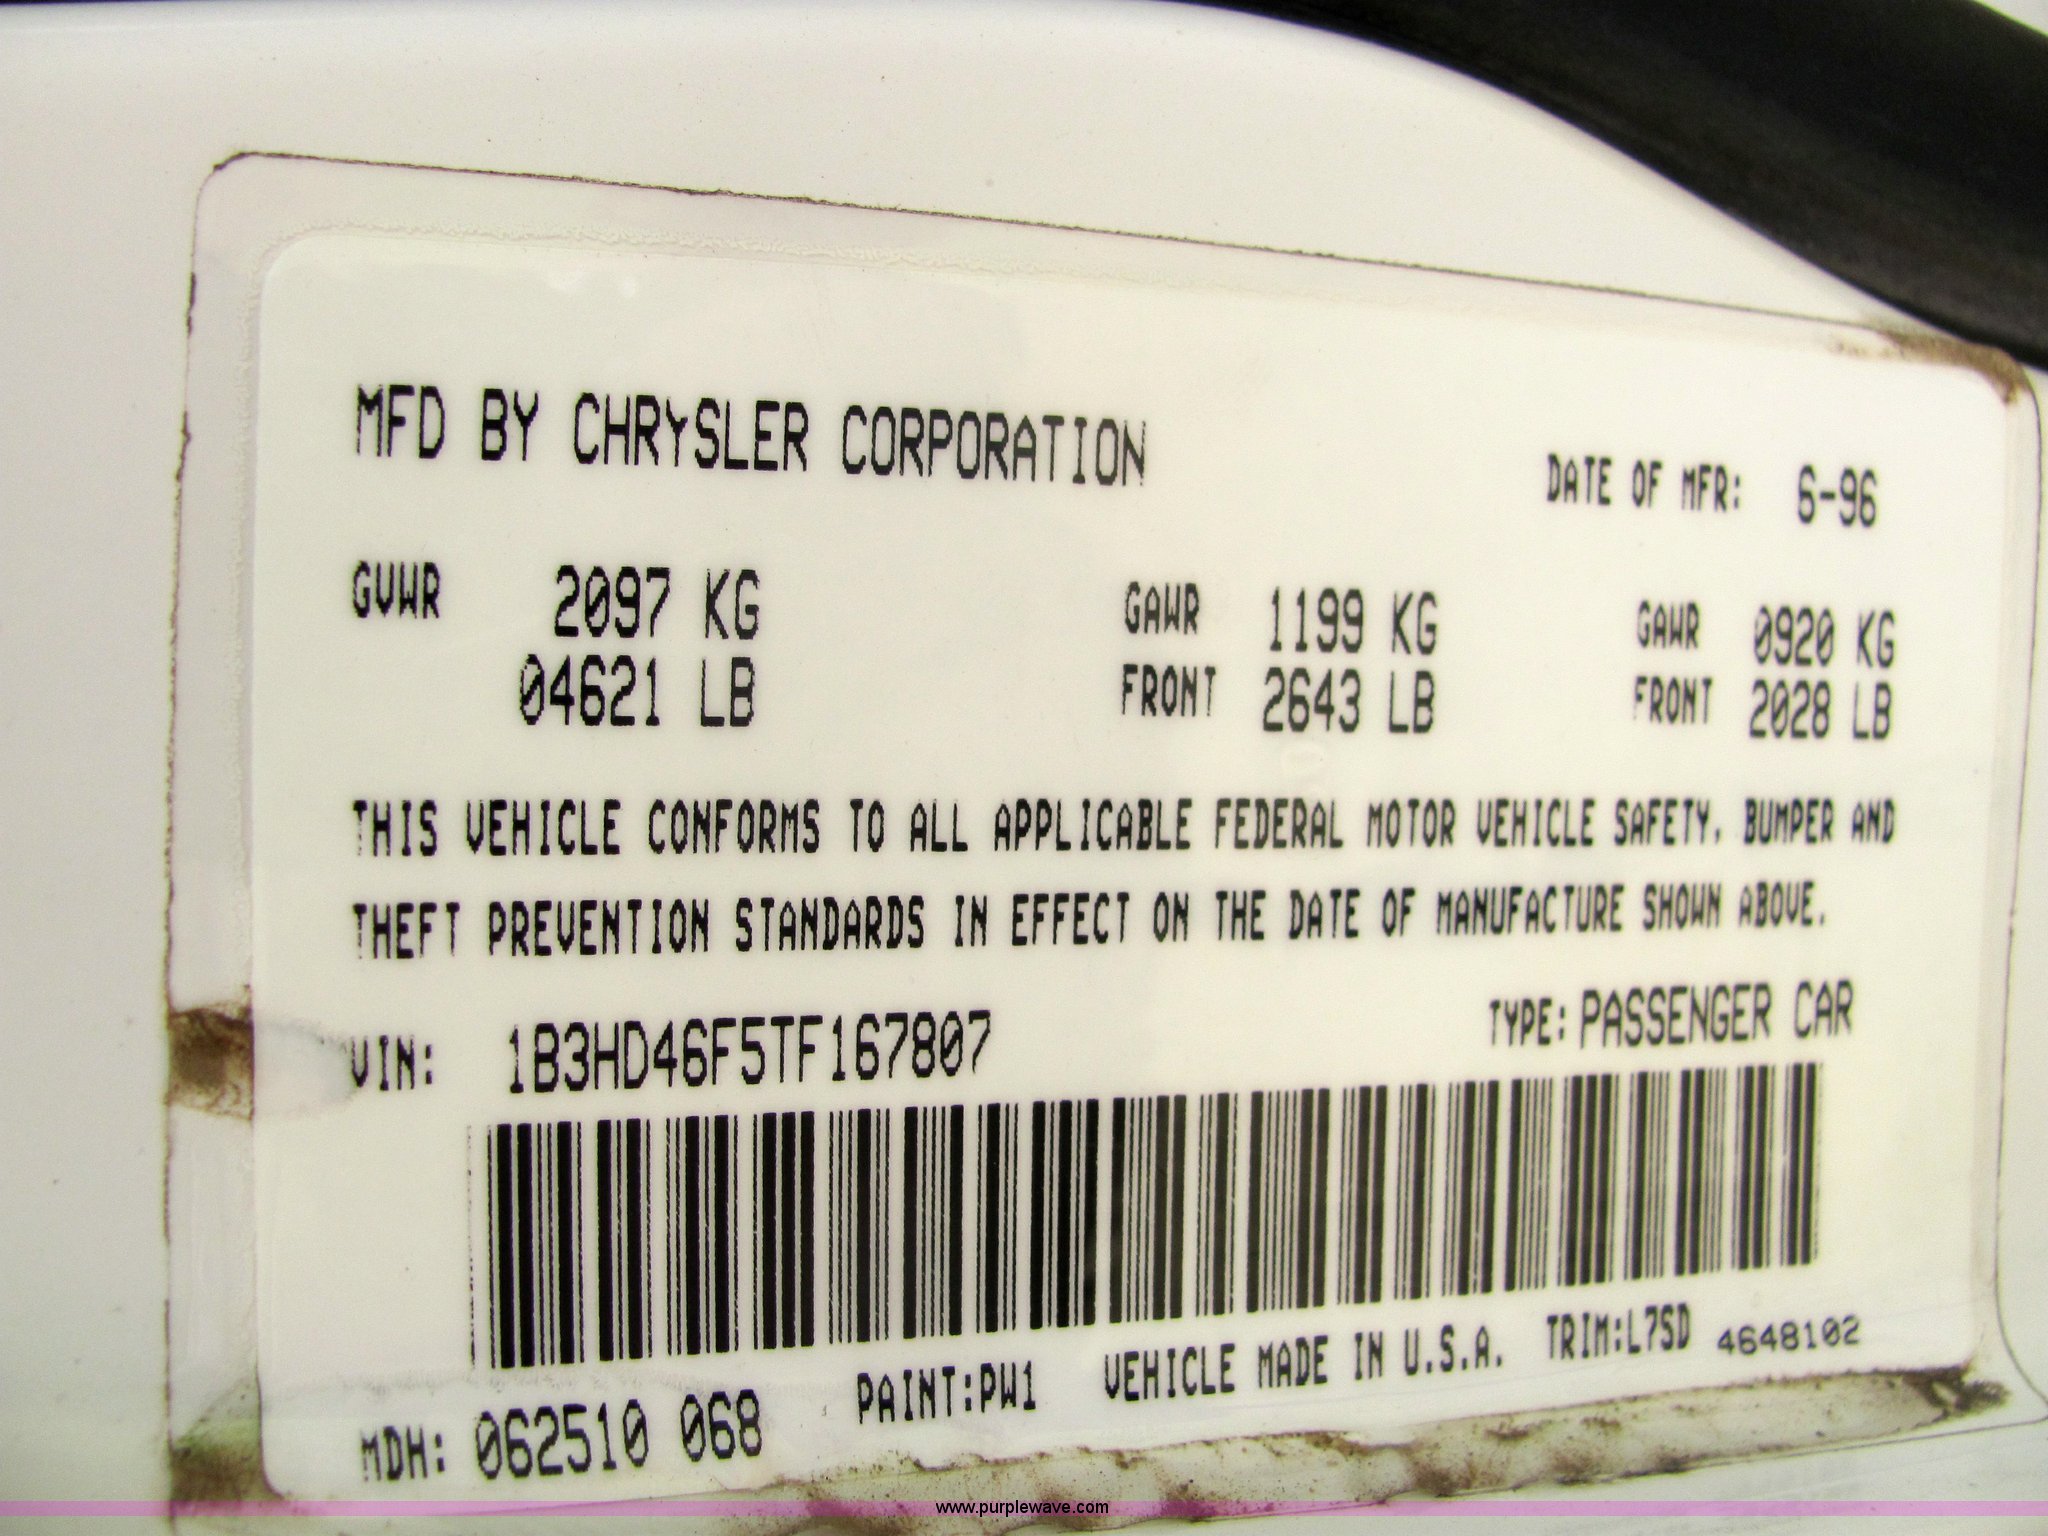 MFD BY CHRYSLER CORPORATION
DATE OF MFR: 6-96
GVWR 2097 KG GAWR 1199 KG GAWR 0920 KG
04621 LB FRONT 2643 LB FRONT 2028 LB
THIS VEHICLE CONFORMS TO ALL APPLICABLE FEDERAL MOTOR VEHICLE SAFETY, BUMPER AND
THEFT PREVENTION STANDARDS IN EFFECT ON THE DATE OF MANUFACTURE SHOWN ABOVE.
VIN: 1B3HD46F5TF167807 TYPE: PASSENGER CAR
MDH: 062510 068 PAINT:PW1 VEHICLE MADE IN U.S.A. TRIM:L7SD 4648102
www.purplewave.com